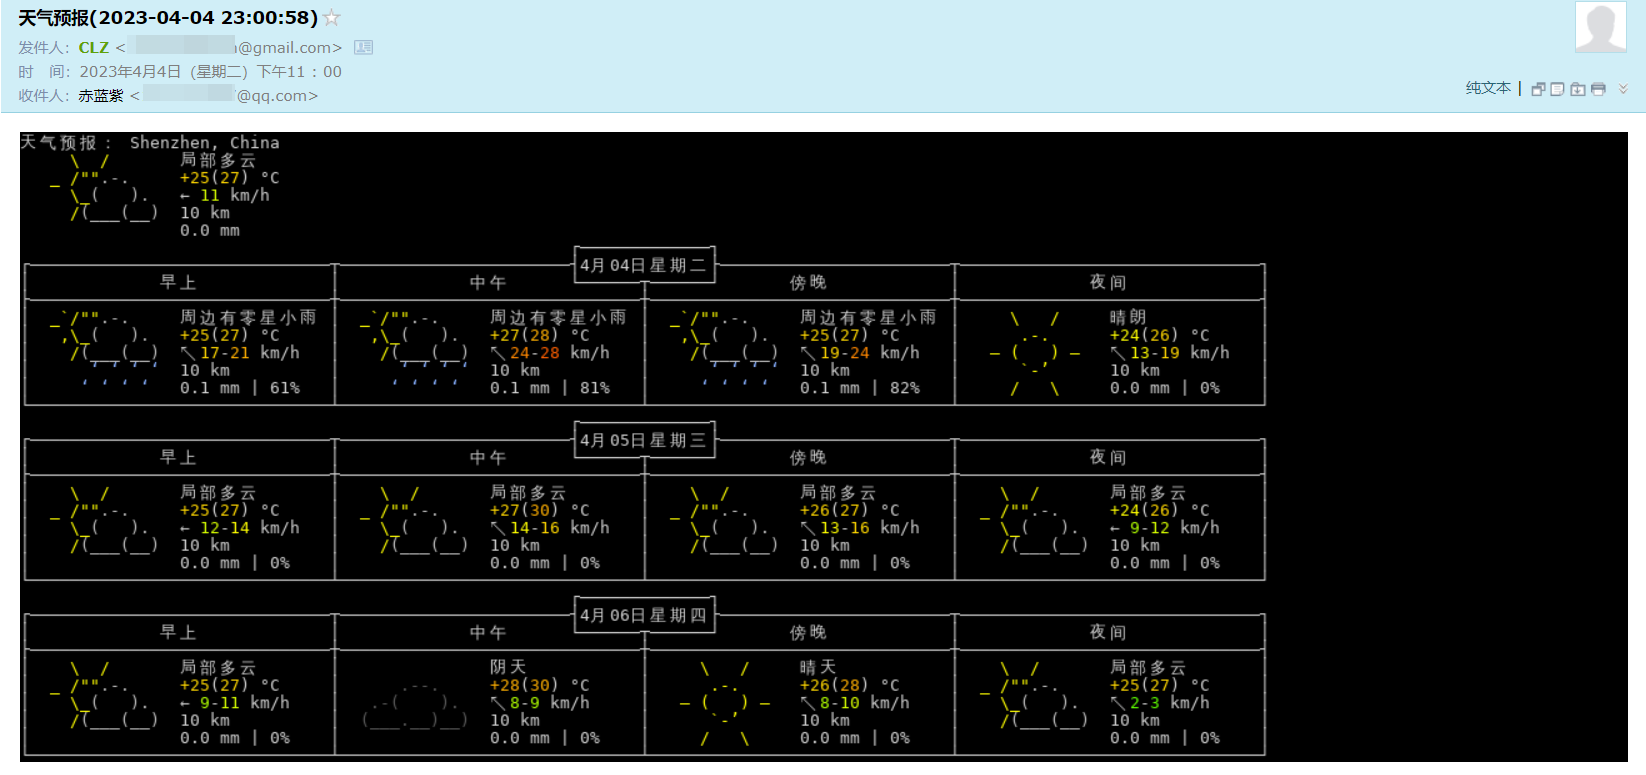 天气预报(2023-04-04 23:00:58)
发件人: CLZ < @gmail.com>
时 间: 2023年4月4日 (星期二) 下午11:00
收件人: 赤蓝紫 < @qq.com>
纯文本 |
天气预报: Shenzhen, China
局部多云
+25(27) °C
← 11 km/h
10 km
0.0 mm
4月04日星期二
早上 中午 傍晚 夜间
周边有零星小雨 周边有零星小雨 周边有零星小雨 晴朗
+25(27) °C +27(28) °C +25(27) °C +24(26) °C
↖ 17-21 km/h ↖ 24-28 km/h ↖ 19-24 km/h ↖ 13-19 km/h
10 km 10 km 10 km 10 km
0.1 mm | 61% 0.1 mm | 81% 0.1 mm | 82% 0.0 mm | 0%
4月05日星期三
早上 中午 傍晚 夜间
局部多云 局部多云 局部多云 局部多云
+25(27) °C +27(30) °C +26(27) °C +24(26) °C
← 12-14 km/h ↖ 14-16 km/h ↖ 13-16 km/h ← 9-12 km/h
10 km 10 km 10 km 10 km
0.0 mm | 0% 0.0 mm | 0% 0.0 mm | 0% 0.0 mm | 0%
4月06日星期四
早上 中午 傍晚 夜间
局部多云 阴天 晴天 局部多云
+25(27) °C +28(30) °C +26(28) °C +25(27) °C
← 9-11 km/h ↖ 8-9 km/h ↖ 8-10 km/h ↖ 2-3 km/h
10 km 10 km 10 km 10 km
0.0 mm | 0% 0.0 mm | 0% 0.0 mm | 0% 0.0 mm | 0%